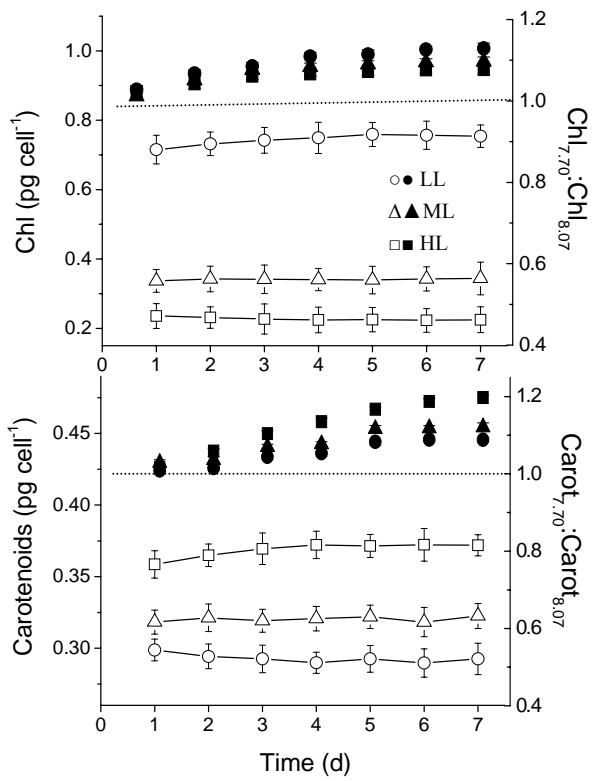 1.0
0.8
0.6
0.4
0.2
Chl (pg cell⁻¹)
1.2
1.0
0.8
0.6
0.4
Chl₇.₇₀:Chl₈.₀₇
LL
ML
HL
0 1 2 3 4 5 6 7
0.45
0.40
0.35
0.30
Carotenoids (pg cell⁻¹)
1.2
1.0
0.8
0.6
0.4
Carot₇.₇₀:Carot₈.₀₇
0 1 2 3 4 5 6 7
Time (d)